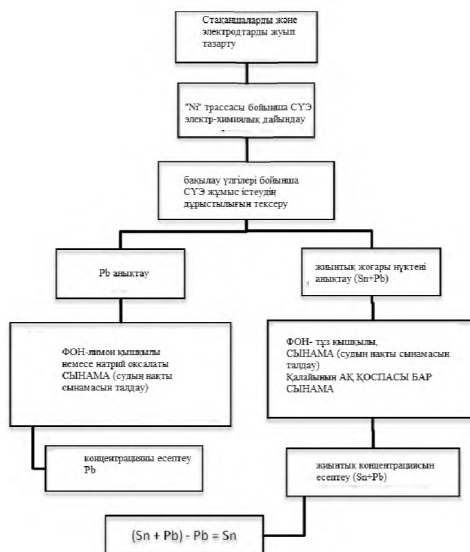 Стақаншаларды және
электродтарды жуып
тазарту
"Ni" трассасы бойынша СҮЭ
электр-химиялық дайындау
бақылау үлгілері бойынша
СҮЭ жұмыс істеудің
дұрыстылығын тексеру
Pb анықтау
жиынтық жоғары нүктені
анықтау (Sn+Pb)
ФОН-лимон қышқылы
немесе натрий оксалаты
СЫНАМА (судың нақты
сынамасын талдау)
ФОН- тұз қышқылы,
СЫНАМА (судың нақты сынамасын
талдау)
Қалайының АҚ ҚОСПАСЫ БАР
СЫНАМА
концентрацияны есептеу
Pb
жиынтық концентрациясын
есептеу (Sn+Pb)
(Sn + Pb) - Pb = Sn